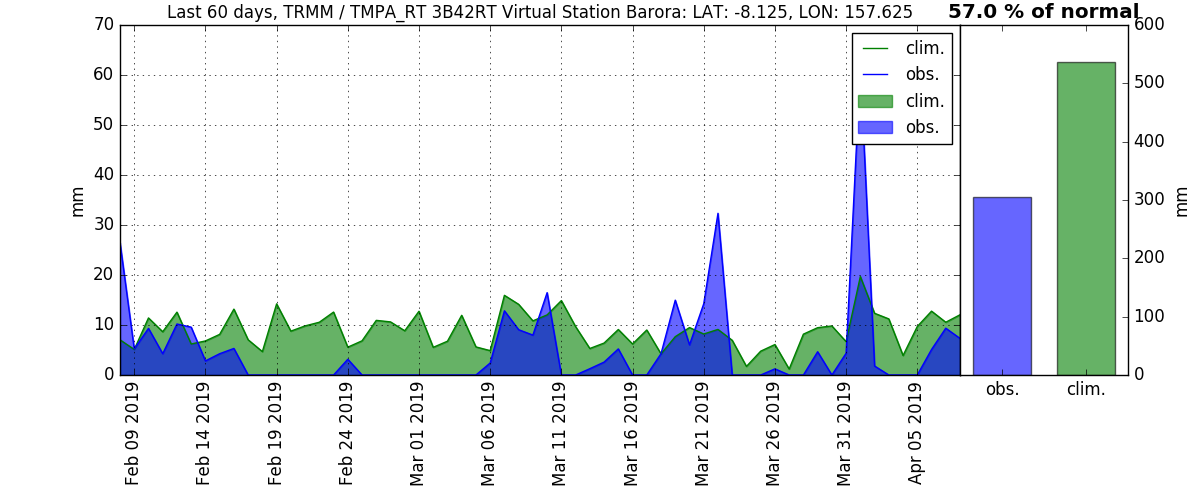 Last 60 days, TRMM / TMPA_RT 3B42RT Virtual Station Barora: LAT: -8.125, LON: 157.625
57.0 % of normal
70
60
50
40
30
20
10
0
mm
clim.
obs.
clim.
obs.
600
500
400
300
200
100
0
mm
obs.
clim.
Feb 09 2019
Feb 14 2019
Feb 19 2019
Feb 24 2019
Mar 01 2019
Mar 06 2019
Mar 11 2019
Mar 16 2019
Mar 21 2019
Mar 26 2019
Mar 31 2019
Apr 05 2019